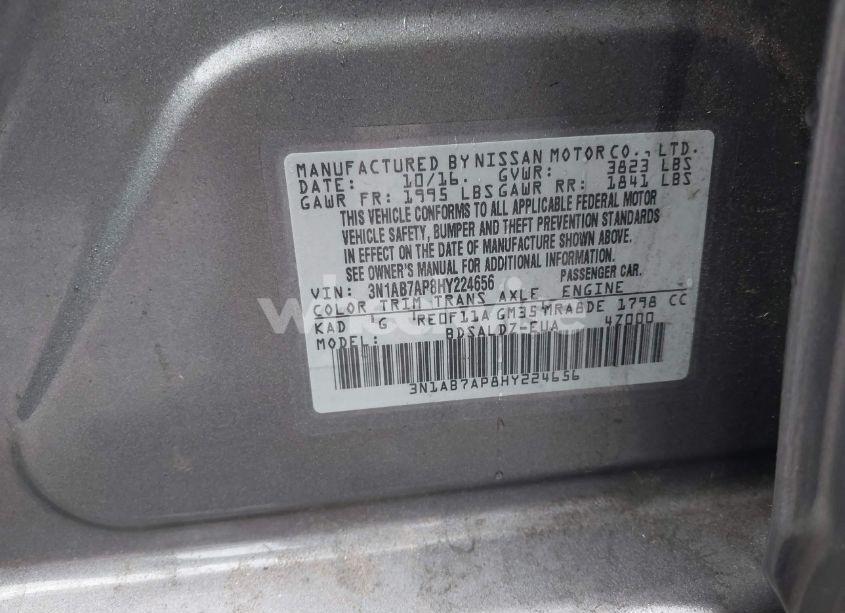 MANUFACTURED BY NISSAN MOTOR CO., LTD.
DATE: 10/16. GVWR: 3823 LBS
GAWR FR: 1995 LBS GAWR RR: 1841 LBS
THIS VEHICLE CONFORMS TO ALL APPLICABLE FEDERAL MOTOR
VEHICLE SAFETY, BUMPER AND THEFT PREVENTION STANDARDS
IN EFFECT ON THE DATE OF MANUFACTURE SHOWN ABOVE.
SEE OWNER'S MANUAL FOR ADDITIONAL INFORMATION.
VIN: 3N1AB7AP8HY224656 PASSENGER CAR.
COLOR TRIM TRANS AXLE ENGINE
KAD G RE0F11A GM354 MRA8DE 1798 CC
MODEL: 47000
3N1AB7AP8HY224656